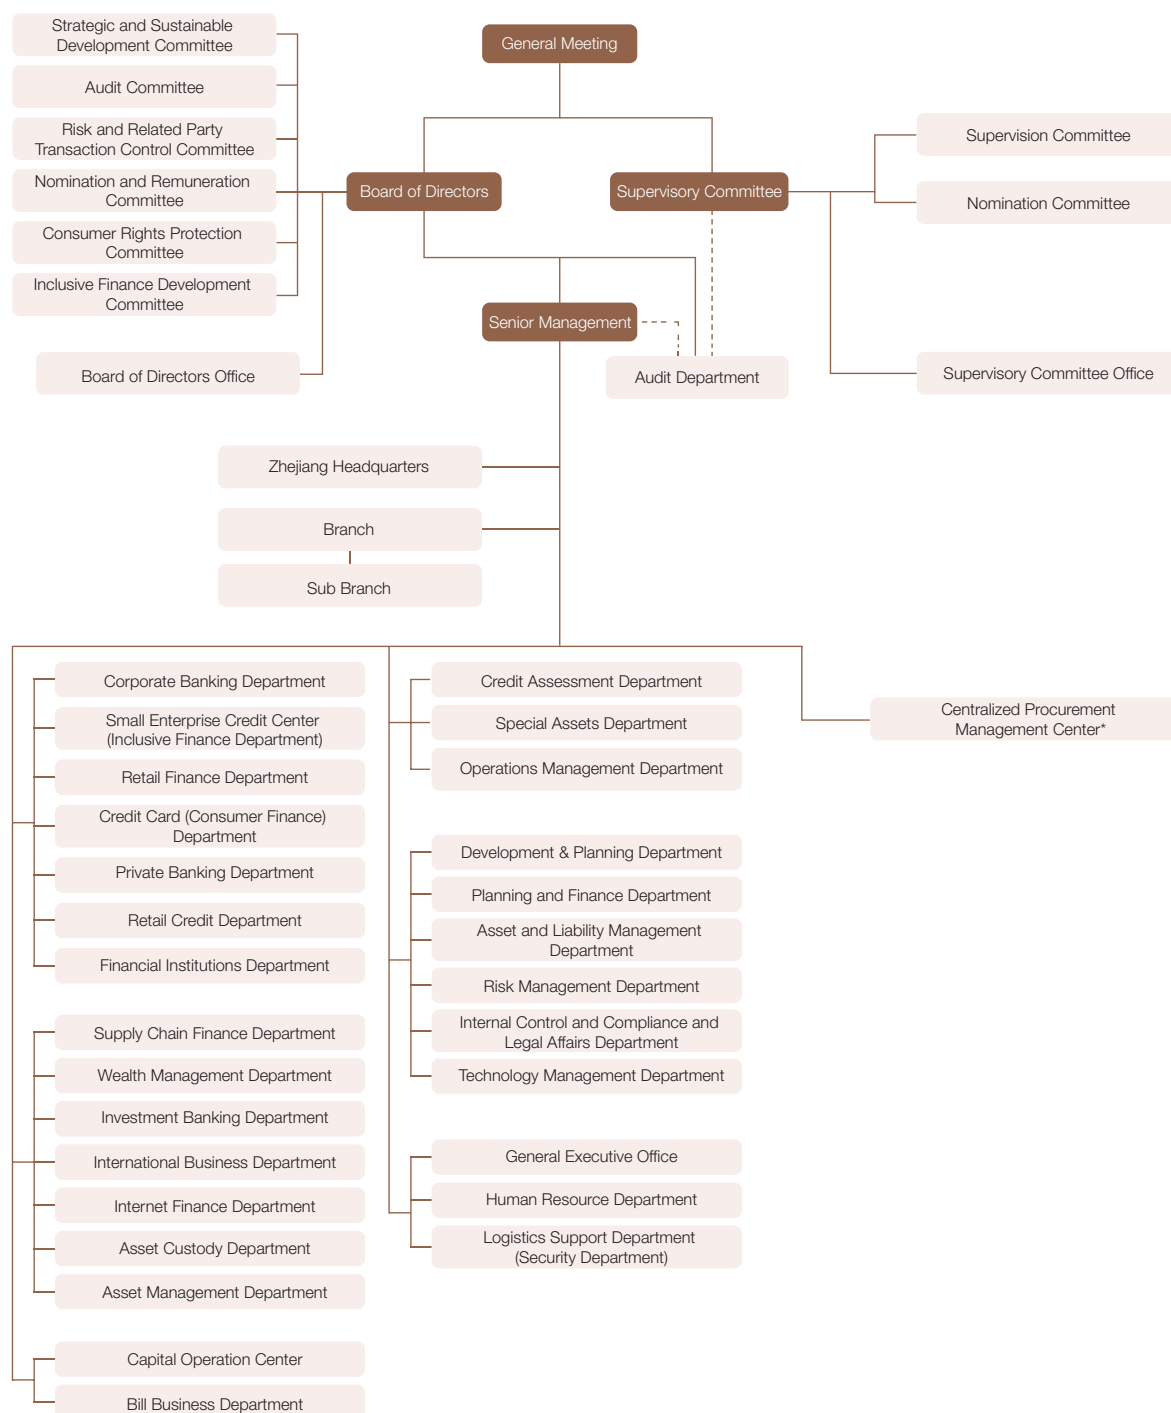 General Meeting
Strategic and Sustainable
Development Committee
Audit Committee
Risk and Related Party
Transaction Control Committee
Nomination and Remuneration
Committee
Consumer Rights Protection
Committee
Inclusive Finance Development
Committee
Board of Directors
Supervisory Committee
Supervision Committee
Nomination Committee
Senior Management
Board of Directors Office
Audit Department
Supervisory Committee Office
Zhejiang Headquarters
Branch
Sub Branch
Corporate Banking Department
Small Enterprise Credit Center
(Inclusive Finance Department)
Retail Finance Department
Credit Card (Consumer Finance)
Department
Private Banking Department
Retail Credit Department
Financial Institutions Department
Supply Chain Finance Department
Wealth Management Department
Investment Banking Department
International Business Department
Internet Finance Department
Asset Custody Department
Asset Management Department
Capital Operation Center
Bill Business Department
Credit Assessment Department
Special Assets Department
Operations Management Department
Development & Planning Department
Planning and Finance Department
Asset and Liability Management
Department
Risk Management Department
Internal Control and Compliance and
Legal Affairs Department
Technology Management Department
General Executive Office
Human Resource Department
Logistics Support Department
(Security Department)
Centralized Procurement
Management Center*